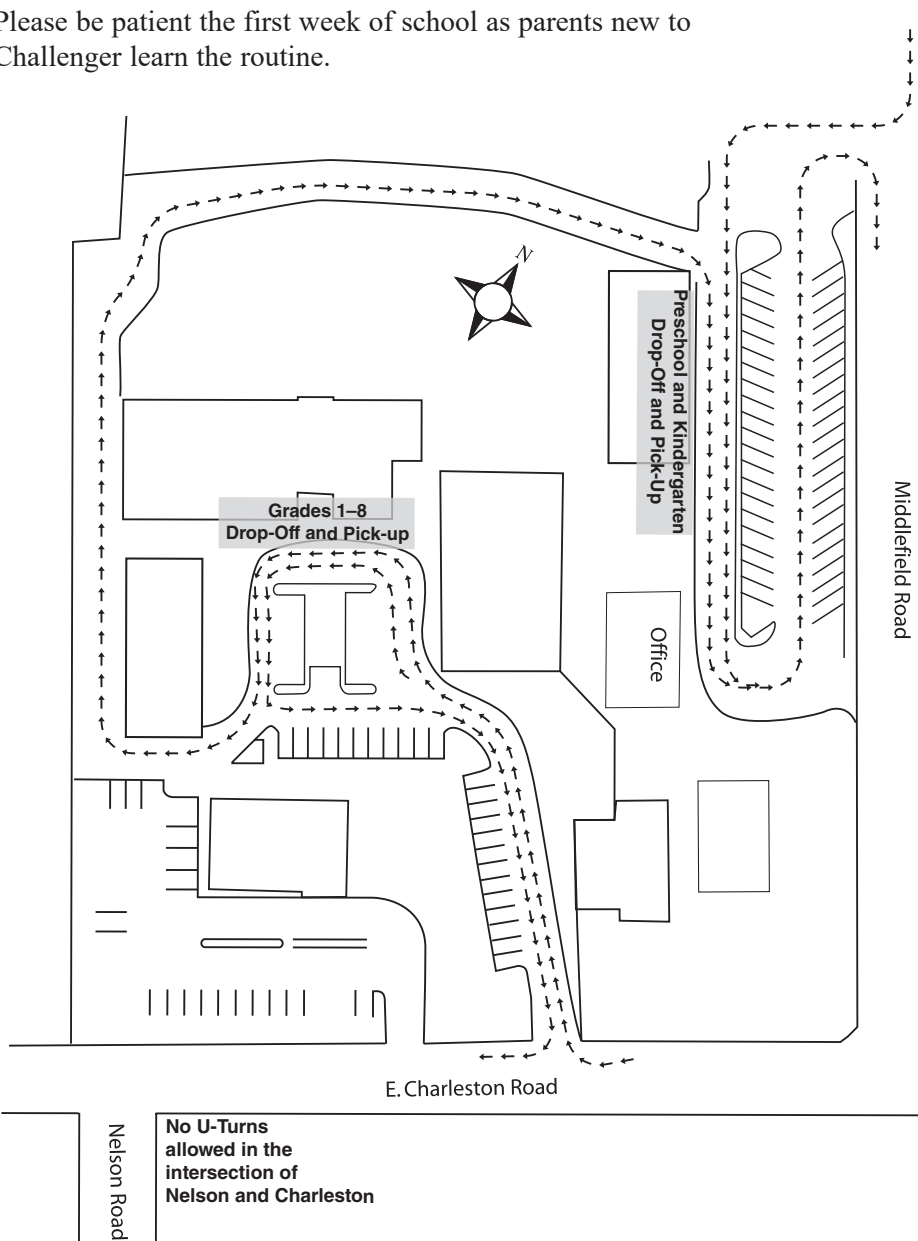 Please be patient the first week of school as parents new to
Challenger learn the routine.
N
Preschool and Kindergarten
Drop-Off and Pick-Up
Grades 1–8
Drop-Off and Pick-up
Middlefield Road
Office
E. Charleston Road
No U-Turns
allowed in the
intersection of
Nelson and Charleston
Nelson Road